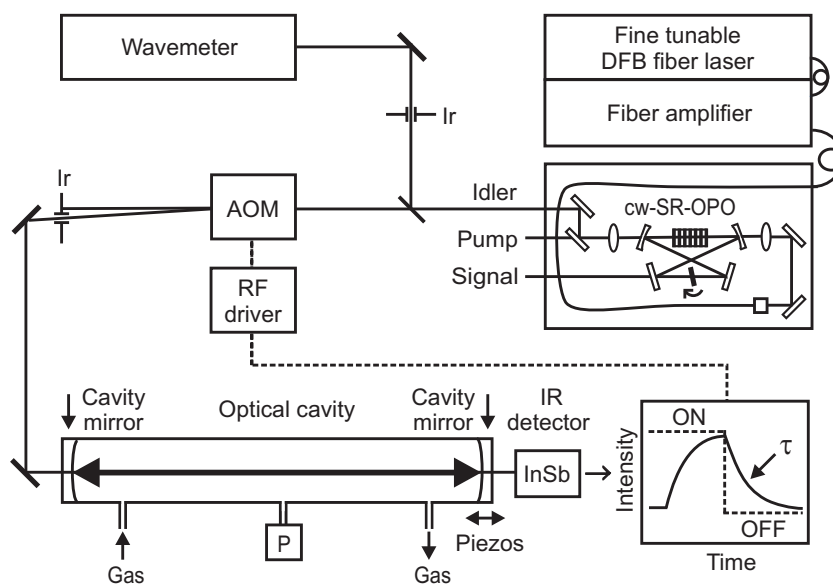 Wavemeter
Fine tunable
DFB fiber laser
Fiber amplifier
Ir
Ir
AOM
Idler
cw-SR-OPO
Pump
Signal
RF
driver
Cavity
mirror
Optical cavity
Cavity
mirror
IR
detector
InSb
Intensity
ON
τ
OFF
Time
P
Piezos
Gas
Gas